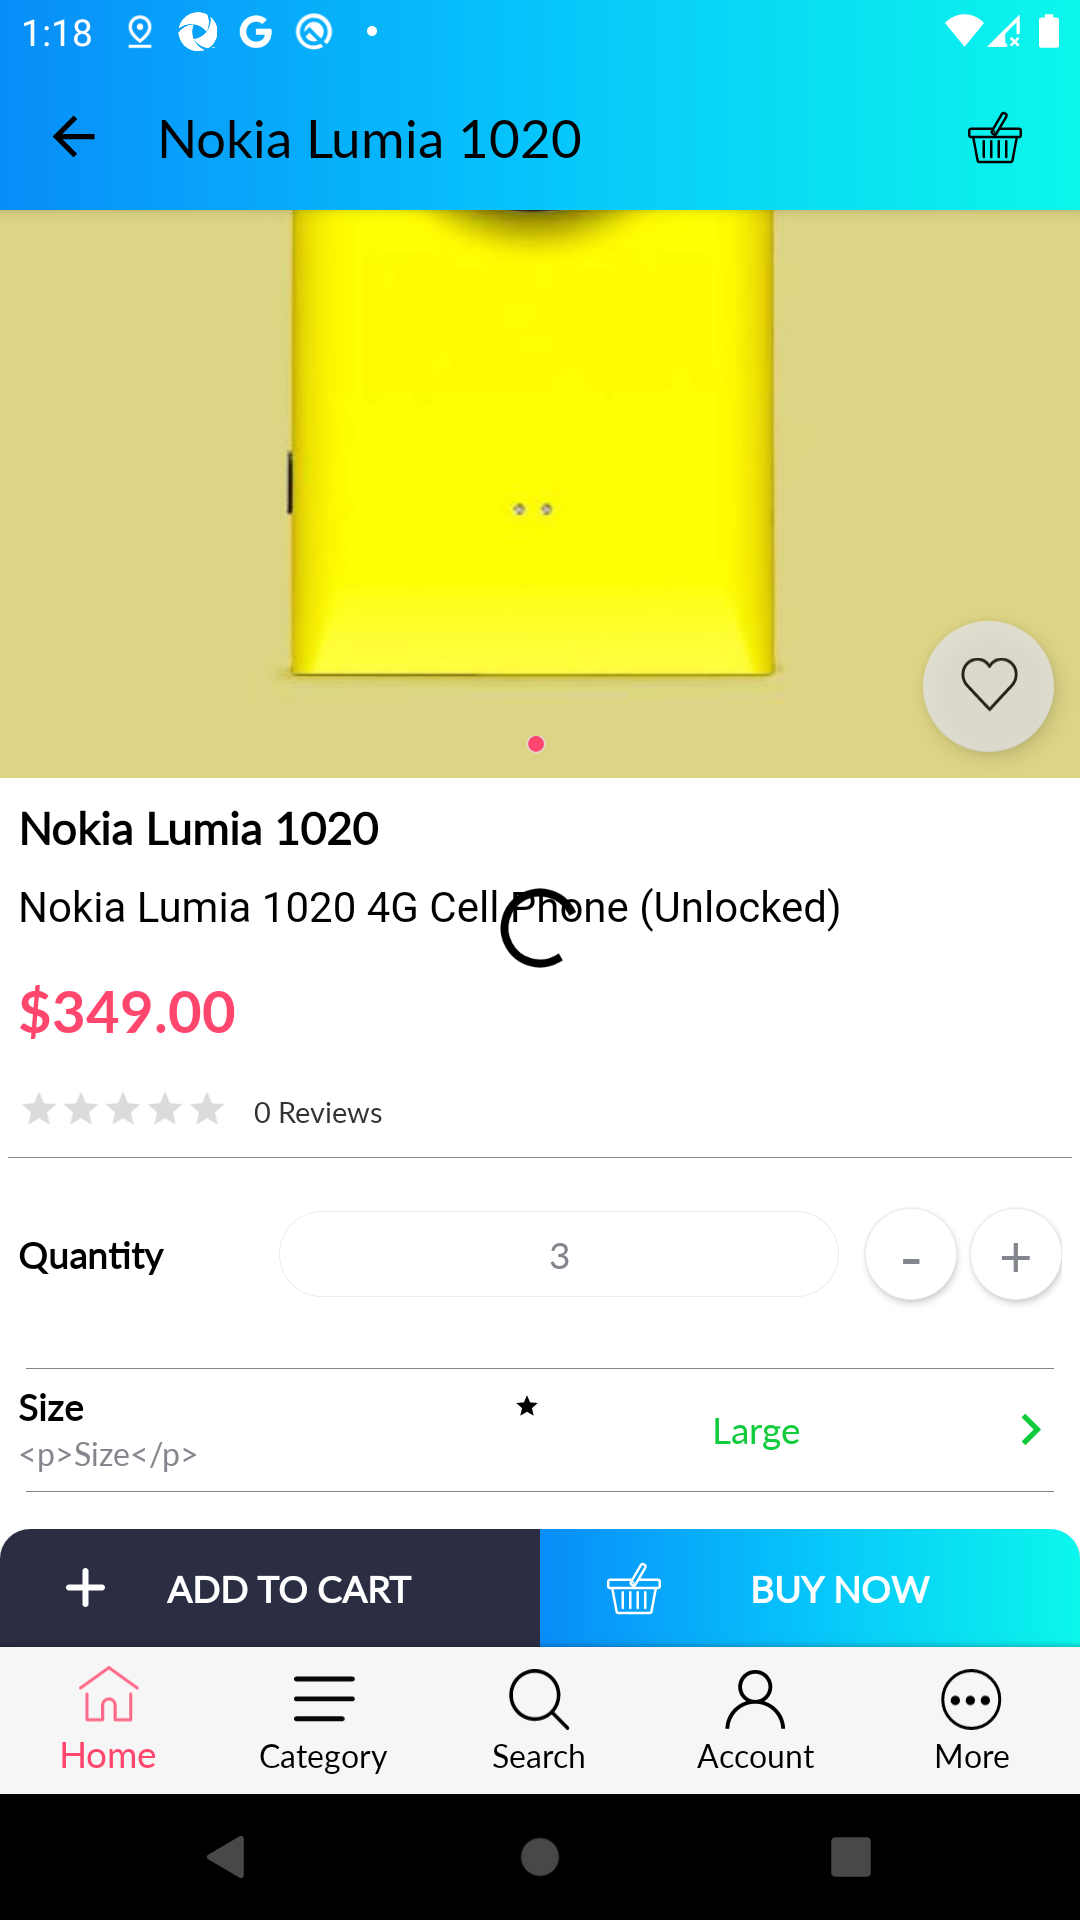 1:18
Nokia Lumia 1020
Nokia Lumia 1020
Nokia Lumia 1020 4G Cell Phone (Unlocked)
$349.00
0 Reviews
Quantity
3
-
+
Size
<p>Size</p>
Large
ADD TO CART
BUY NOW
Home
Category
Search
Account
More